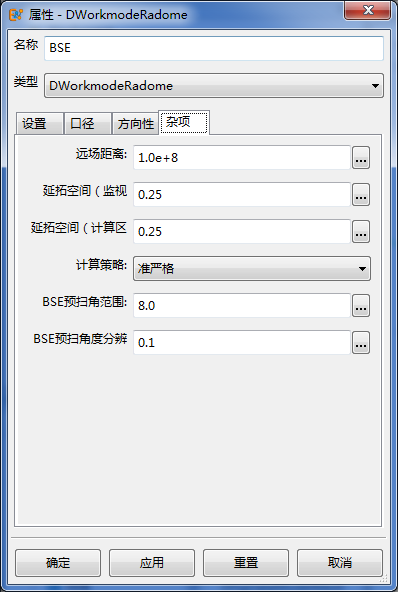 属性 - DWorkmodeRadome
名称 BSE
类型 DWorkmodeRadome
设置 口径 方向性 杂项
远场距离: 1.0e+8 ...
延拓空间（监视 0.25 ...
延拓空间（计算区 0.25 ...
计算策略: 准严格
BSE预扫角范围: 8.0 ...
BSE预扫角度分辨 0.1 ...
确定 应用 重置 取消